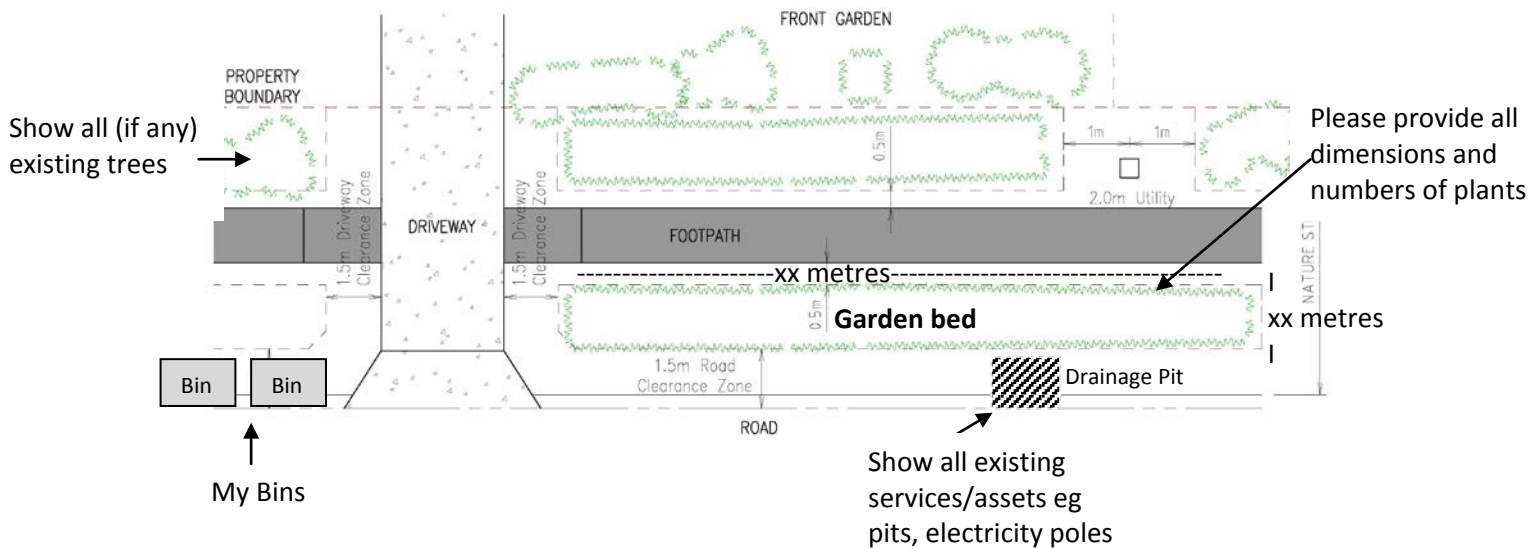 FRONT GARDEN
PROPERTY
BOUNDARY
Show all (if any)
existing trees
Please provide all
dimensions and
numbers of plants
1m
1m
0.5m
2.0m Utility
1.5m Driveway
Clearance Zone
DRIVEWAY
1.5m Driveway
Clearance Zone
FOOTPATH
NATURE ST
xx metres
0.5m
Garden bed
xx metres
1.5m Road
Clearance Zone
Bin
Bin
Drainage Pit
ROAD
My Bins
Show all existing
services/assets eg
pits, electricity poles